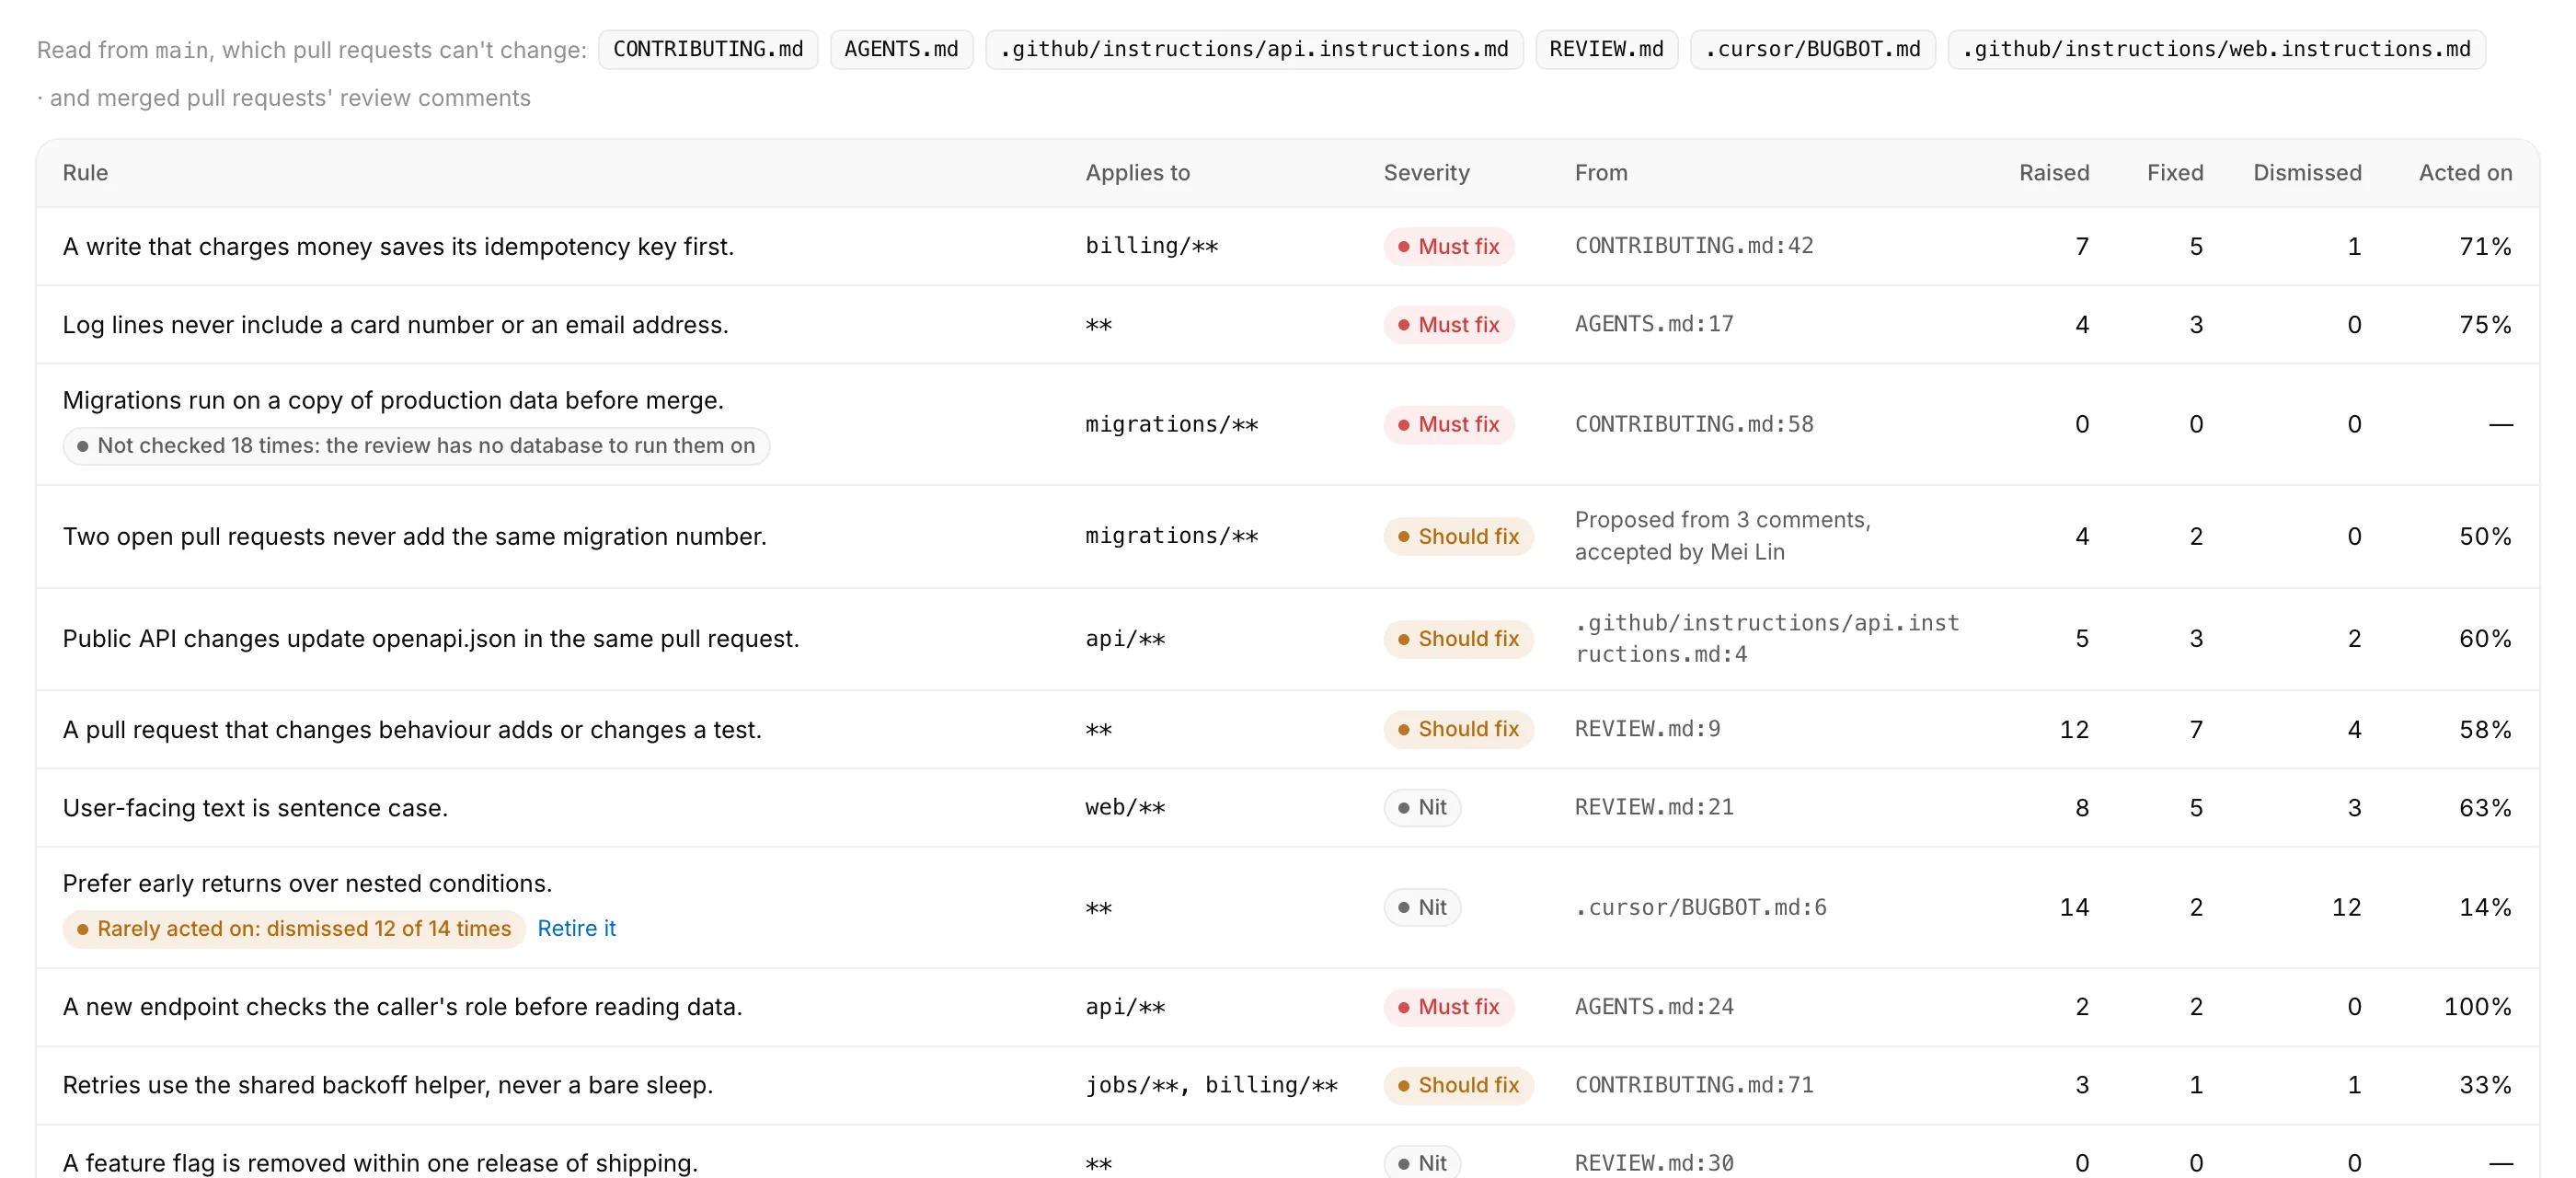 Read from main, which pull requests can't change: CONTRIBUTING.md AGENTS.md .github/instructions/api.instructions.md REVIEW.md .cursor/BUGBOT.md .github/instructions/web.instructions.md
· and merged pull requests' review comments
Rule Applies to Severity From Raised Fixed Dismissed Acted on
A write that charges money saves its idempotency key first. billing/** Must fix CONTRIBUTING.md:42 7 5 1 71%
Log lines never include a card number or an email address. ** Must fix AGENTS.md:17 4 3 0 75%
Migrations run on a copy of production data before merge.
Not checked 18 times: the review has no database to run them on
migrations/** Must fix CONTRIBUTING.md:58 0 0 0 —
Two open pull requests never add the same migration number. migrations/** Should fix
Proposed from 3 comments,
accepted by Mei Lin
4 2 0 50%
Public API changes update openapi.json in the same pull request. api/** Should fix
.github/instructions/api.inst
ructions.md:4
5 3 2 60%
A pull request that changes behaviour adds or changes a test. ** Should fix REVIEW.md:9 12 7 4 58%
User-facing text is sentence case. web/** Nit REVIEW.md:21 8 5 3 63%
Prefer early returns over nested conditions.
Rarely acted on: dismissed 12 of 14 times Retire it
** Nit .cursor/BUGBOT.md:6 14 2 12 14%
A new endpoint checks the caller's role before reading data. api/** Must fix AGENTS.md:24 2 2 0 100%
Retries use the shared backoff helper, never a bare sleep. jobs/**, billing/** Should fix CONTRIBUTING.md:71 3 1 1 33%
A feature flag is removed within one release of shipping. ** Nit REVIEW.md:30 0 0 0 —